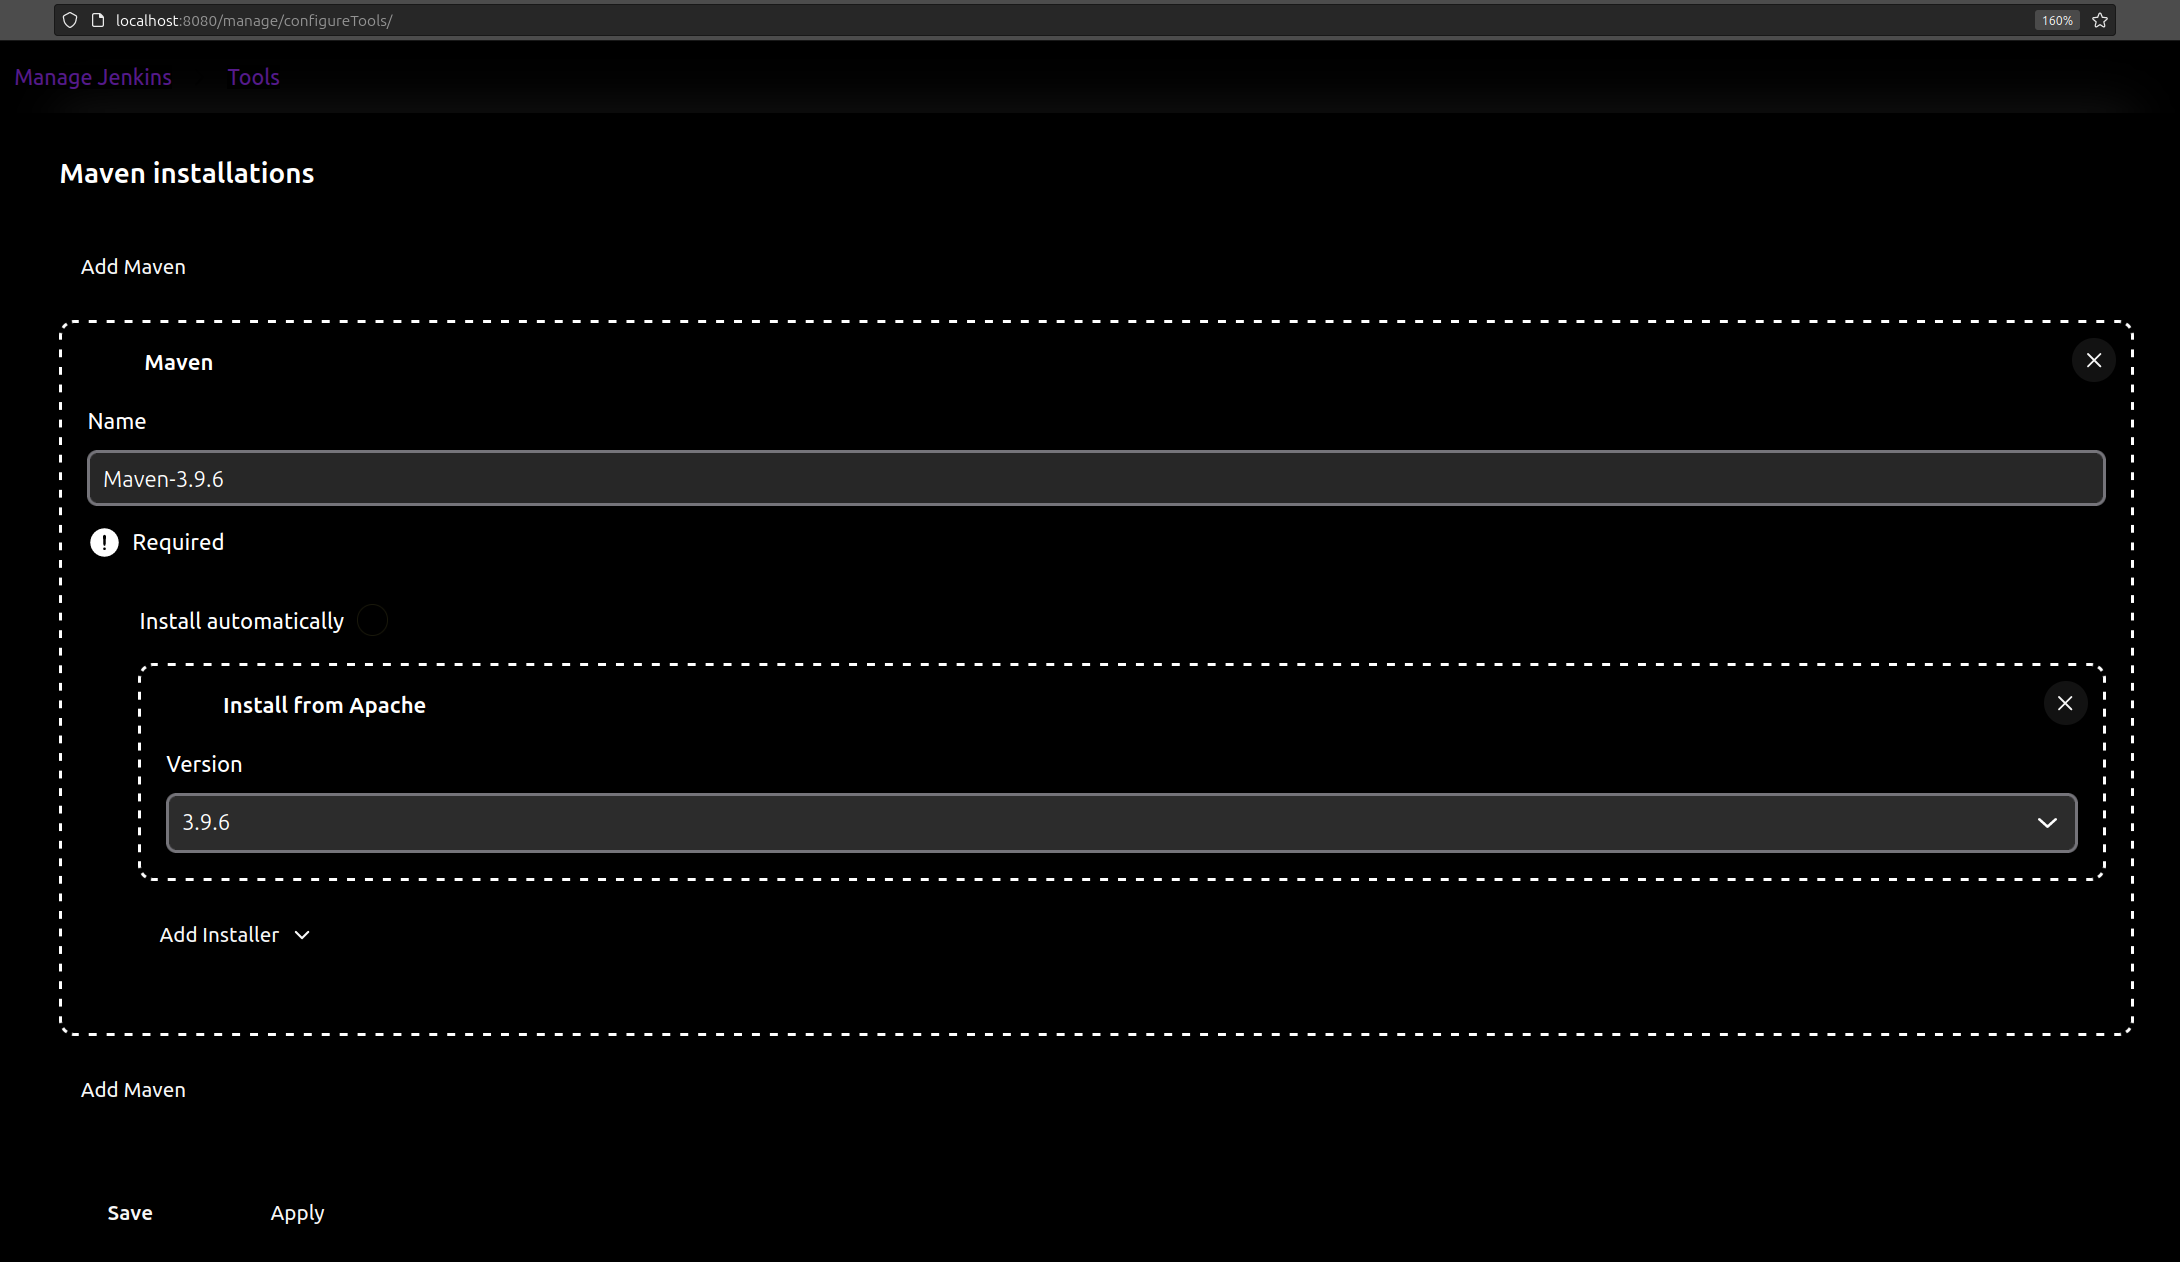 localhost:8080/manage/configureTools/ 160%
Manage Jenkins Tools
Maven installations
Add Maven
Maven
Name
Maven-3.9.6
Required
Install automatically
Install from Apache
Version
3.9.6
Add Installer
Add Maven
Save Apply